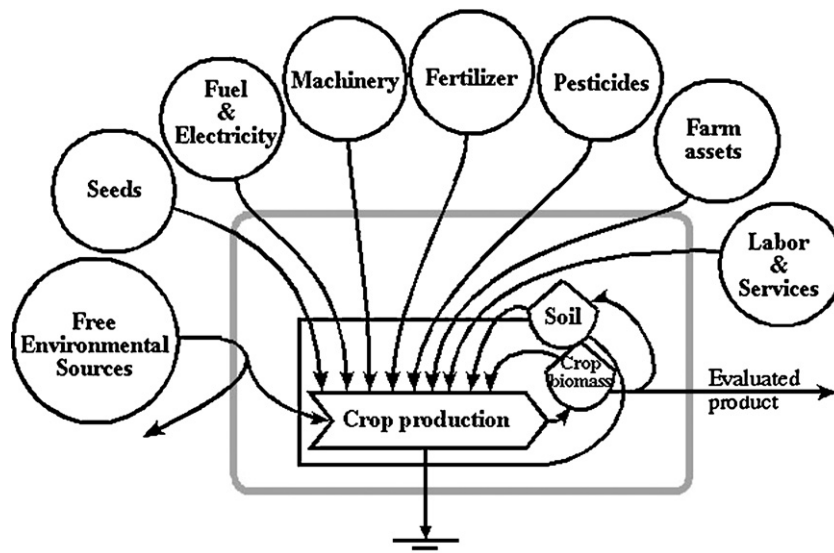 Seeds
Fuel
&
Electricity
Machinery
Fertilizer
Pesticides
Farm
assets
Labor
&
Services
Free
Environmental
Sources
Soil
Crop
biomass
Crop production
Evaluated
product